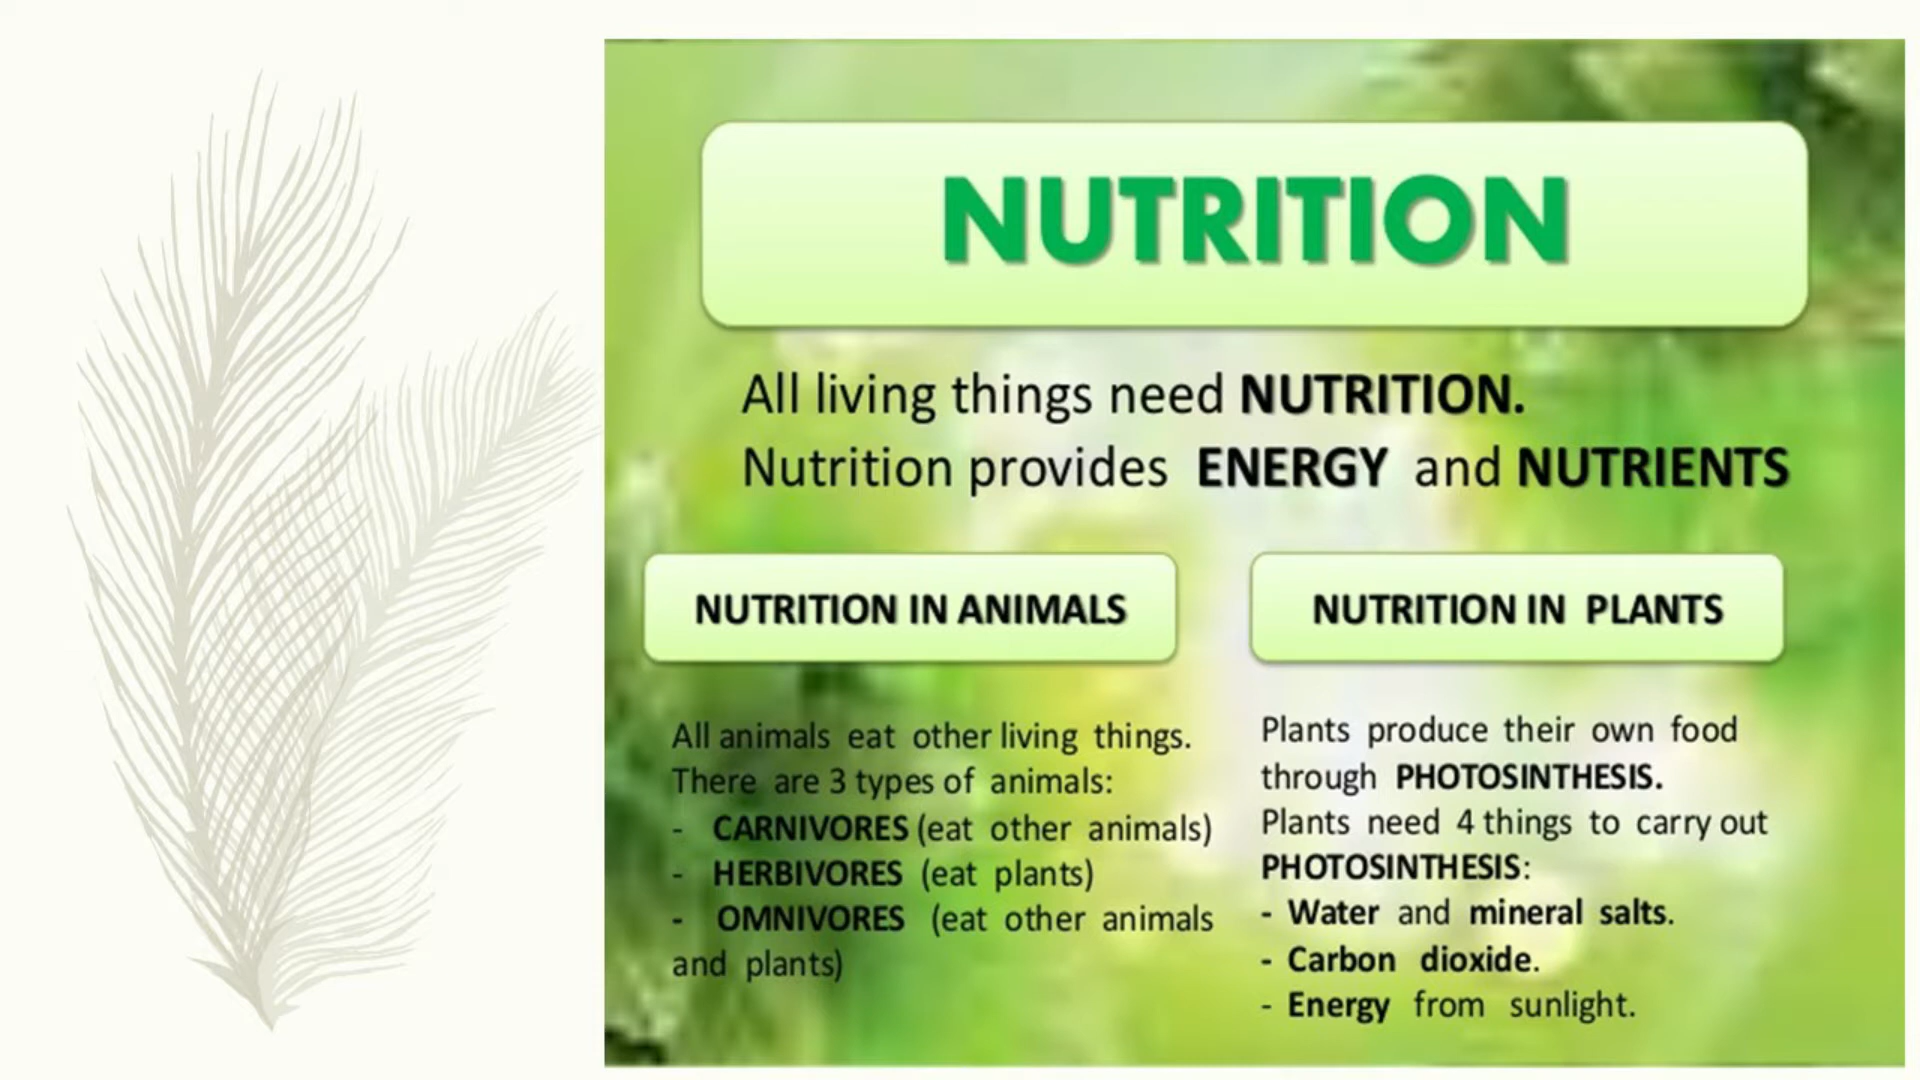 NUTRITION
All living things need NUTRITION.
Nutrition provides ENERGY and NUTRIENTS
NUTRITION IN ANIMALS
All animals eat other living things.
There are 3 types of animals:
- CARNIVORES (eat other animals)
- HERBIVORES (eat plants)
- OMNIVORES (eat other animals
and plants)
NUTRITION IN PLANTS
Plants produce their own food
through PHOTOSINTHESIS.
Plants need 4 things to carry out
PHOTOSINTHESIS:
- Water and mineral salts.
- Carbon dioxide.
- Energy from sunlight.